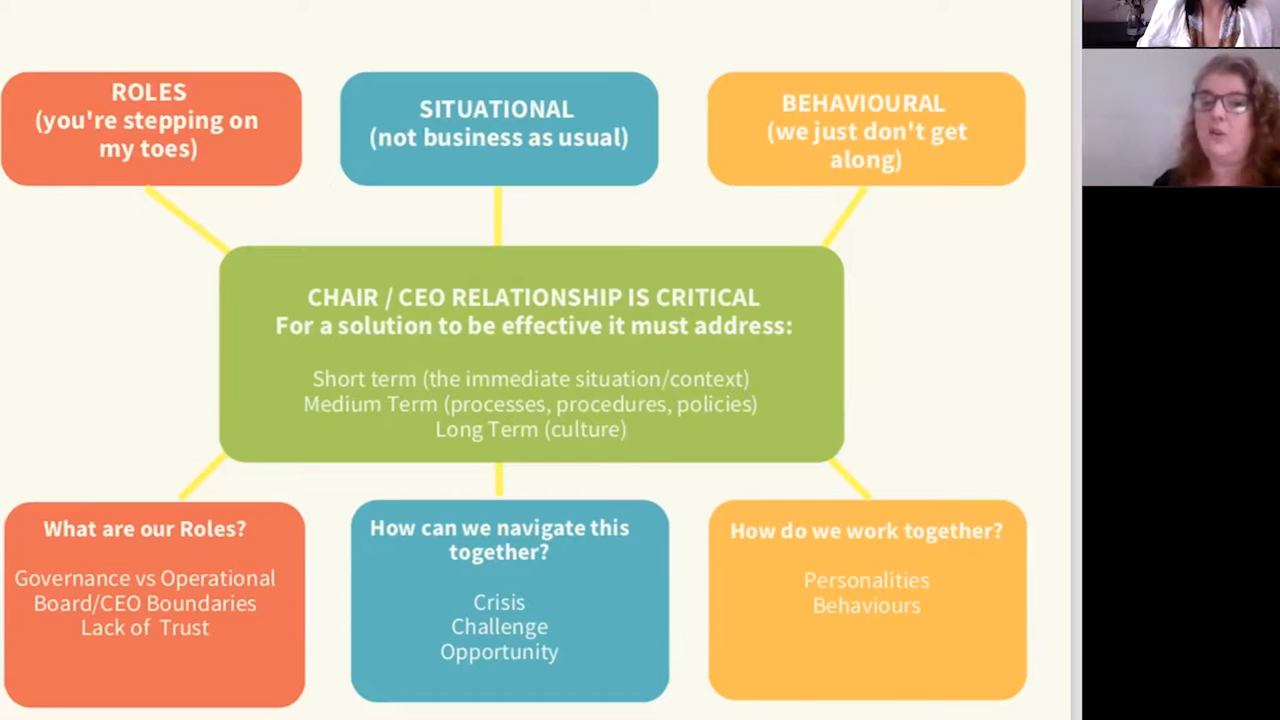 ROLES
(you're stepping on
my toes)
SITUATIONAL
(not business as usual)
BEHAVIOURAL
(we just don't get
along)
CHAIR / CEO RELATIONSHIP IS CRITICAL
For a solution to be effective it must address:
Short term (the immediate situation/context)
Medium Term (processes, procedures, policies)
Long Term (culture)
What are our Roles?
Governance vs Operational
Board/CEO Boundaries
Lack of Trust
How can we navigate this
together?
Crisis
Challenge
Opportunity
How do we work together?
Personalities
Behaviours